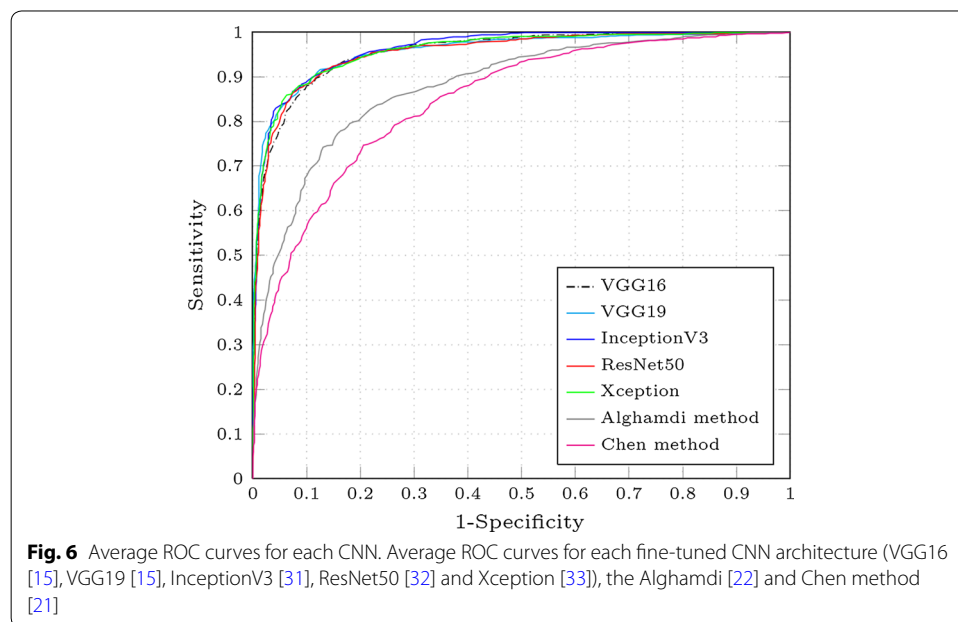 1
0.9
0.8
0.7
0.6
0.5
0.4
0.3
0.2
0.1
0
Sensitivity
VGG16
VGG19
InceptionV3
ResNet50
Xception
Alghamdi method
Chen method
0 0.1 0.2 0.3 0.4 0.5 0.6 0.7 0.8 0.9 1
1-Specificity
Fig. 6 Average ROC curves for each CNN. Average ROC curves for each fine-tuned CNN architecture (VGG16
[15], VGG19 [15], InceptionV3 [31], ResNet50 [32] and Xception [33]), the Alghamdi [22] and Chen method
[21]